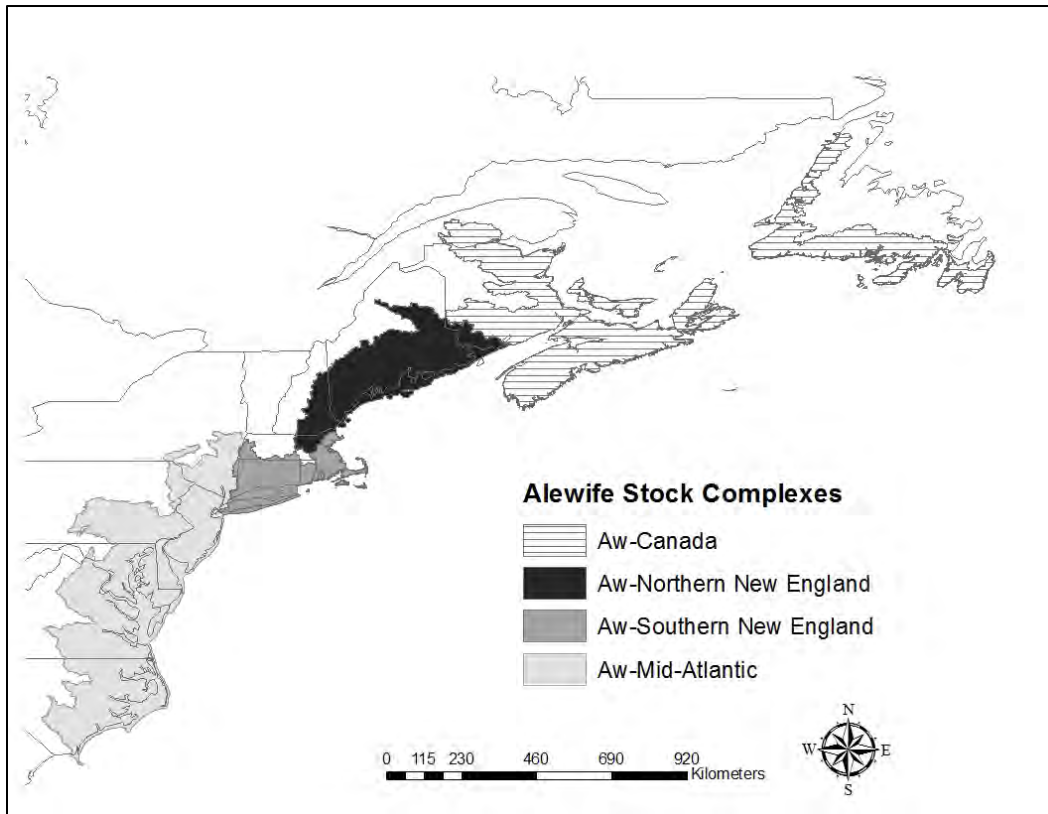 Alewife Stock Complexes
Aw-Canada
Aw-Northern New England
Aw-Southern New England
Aw-Mid-Atlantic
N
W E
S
0 115 230 460 690 920
Kilometers